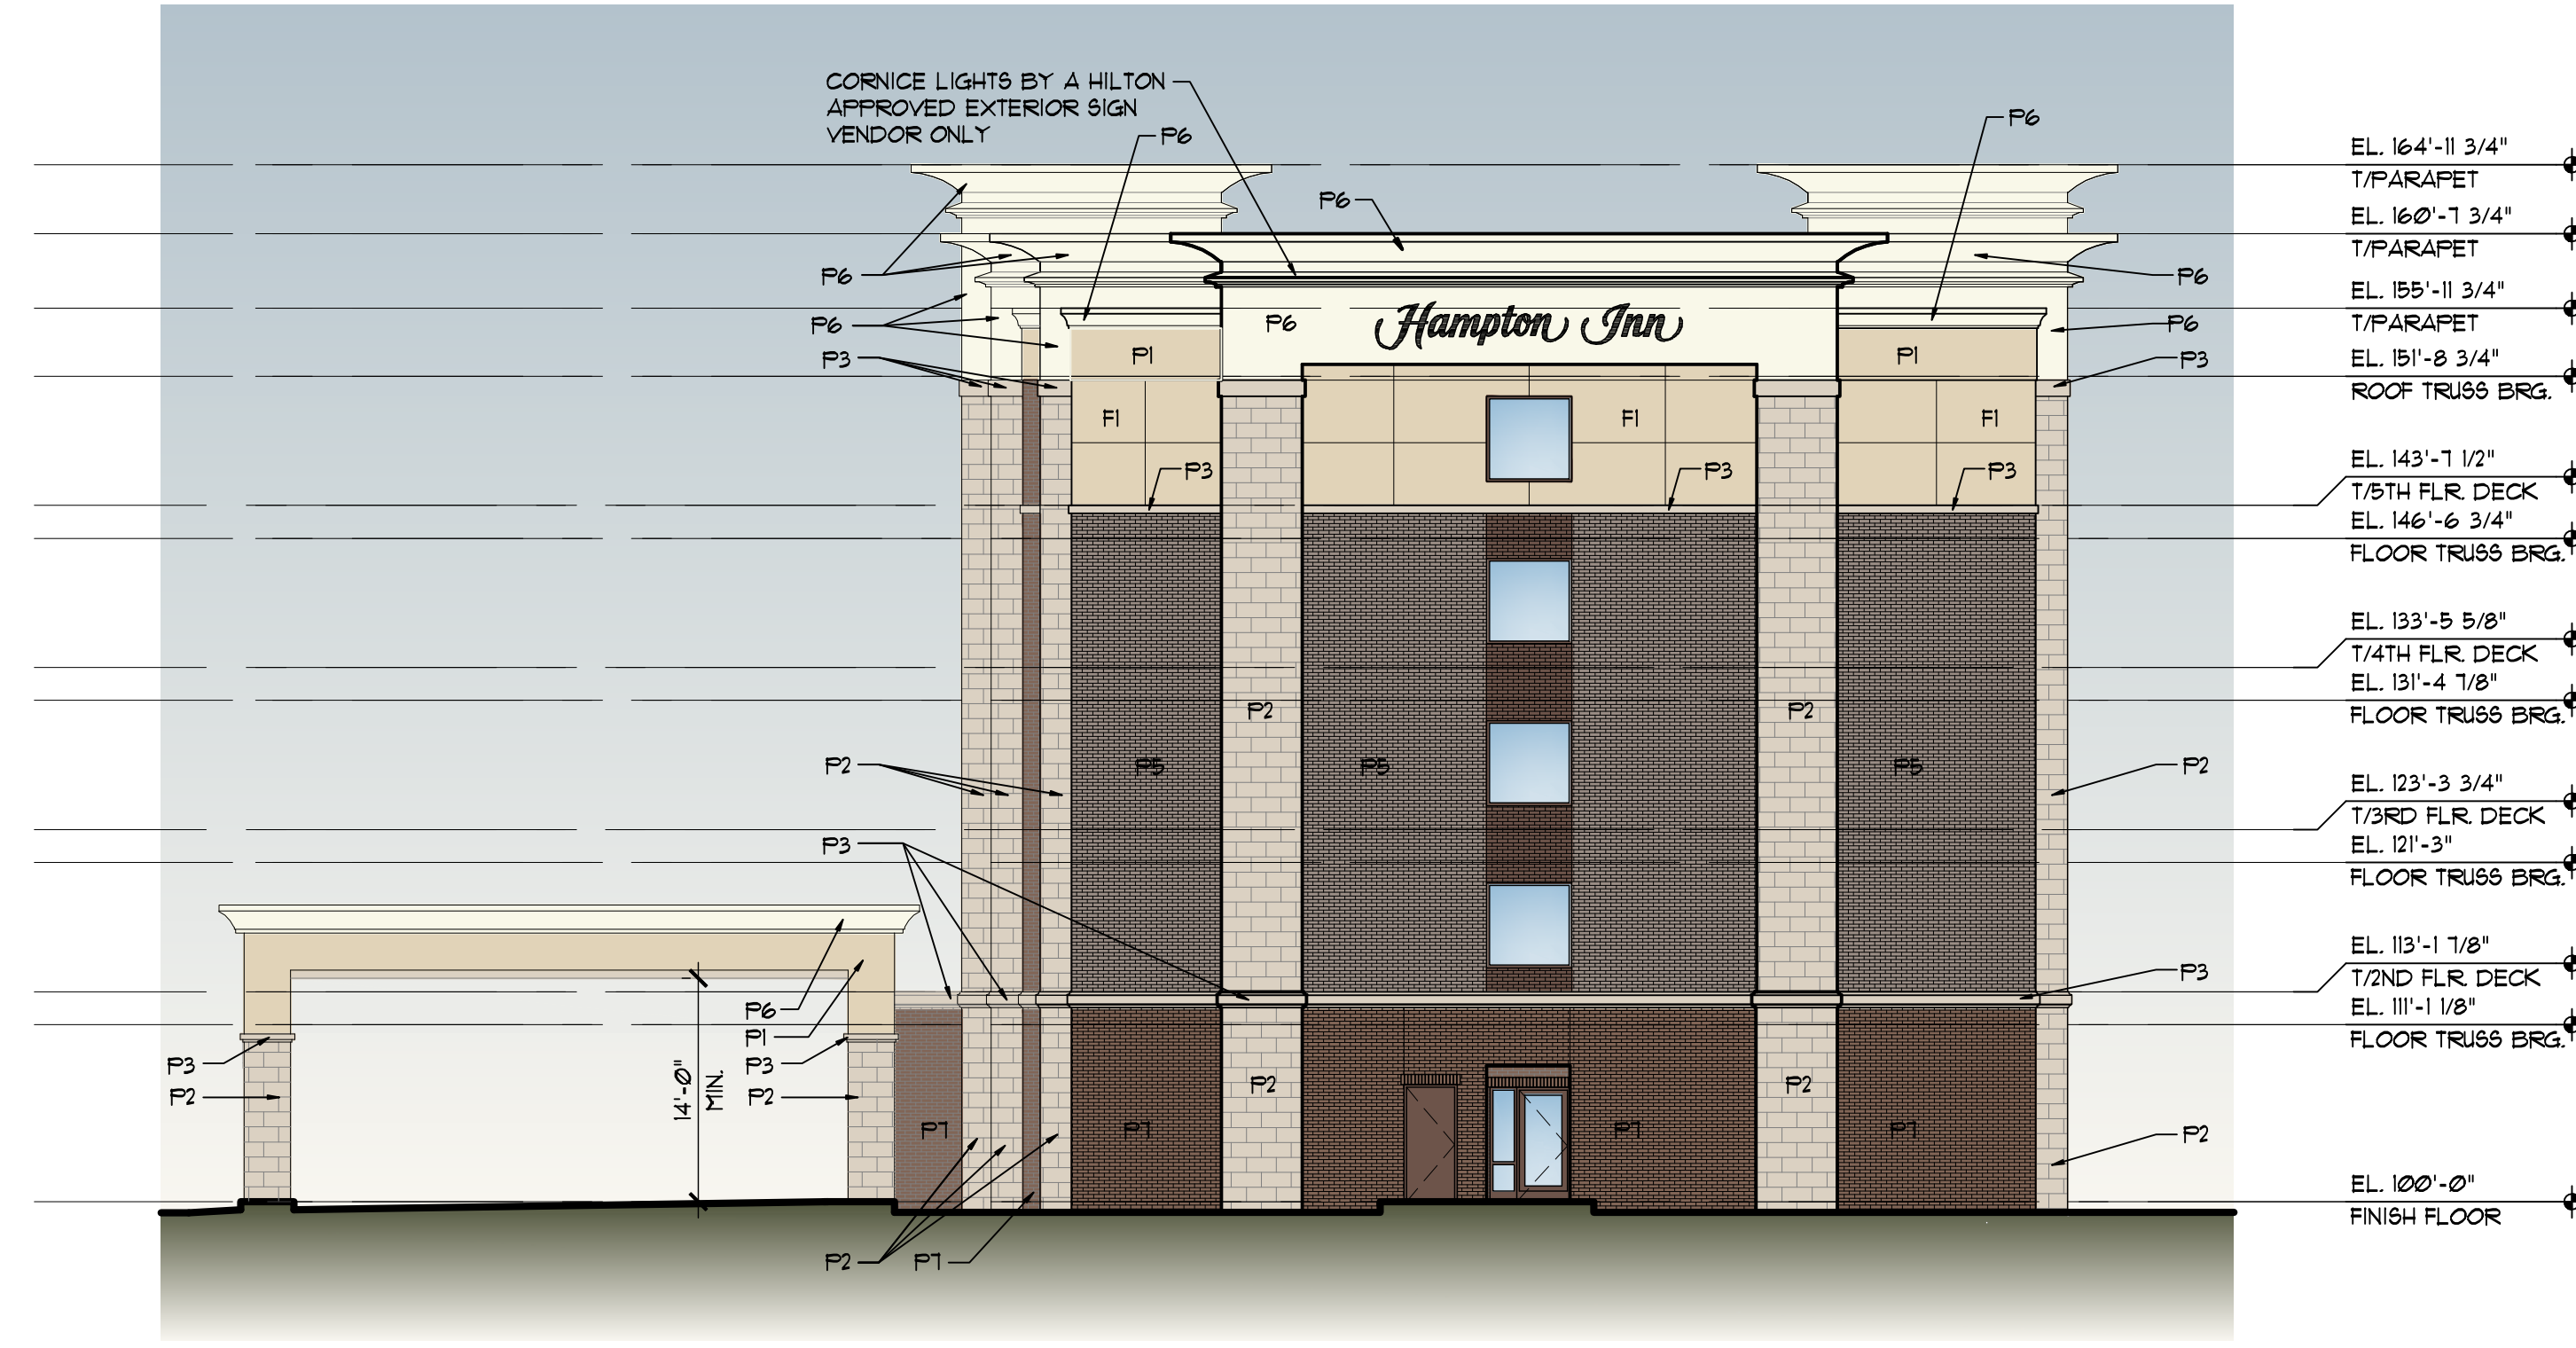 CORNICE LIGHTS BY A HILTON
APPROVED EXTERIOR SIGN
VENDOR ONLY
P6
P6
P6
EL. 164'-11 3/4"
T/PARAPET
EL. 160'-7 3/4"
T/PARAPET
P6
P6
EL. 155'-11 3/4"
T/PARAPET
P6
P6
Hampton Inn
P6
P3
P1
P1
P3
EL. 151'-8 3/4"
ROOF TRUSS BRG.
F1
F1
F1
P3
P3
P3
EL. 143'-7 1/2"
T/5TH FLR. DECK
EL. 146'-6 3/4"
FLOOR TRUSS BRG.
EL. 133'-5 5/8"
T/4TH FLR. DECK
EL. 131'-4 7/8"
FLOOR TRUSS BRG.
P2
P2
P2
P5
P5
P5
P2
EL. 123'-3 3/4"
T/3RD FLR. DECK
P3
EL. 121'-3"
FLOOR TRUSS BRG.
EL. 113'-1 7/8"
T/2ND FLR. DECK
P3
P6
EL. 111'-1 1/8"
FLOOR TRUSS BRG.
P1
P3
P3
P2
P2
14'-0"
MIN.
P2
P2
P7
P7
P7
P7
P2
EL. 100'-0"
FINISH FLOOR
P2
P7